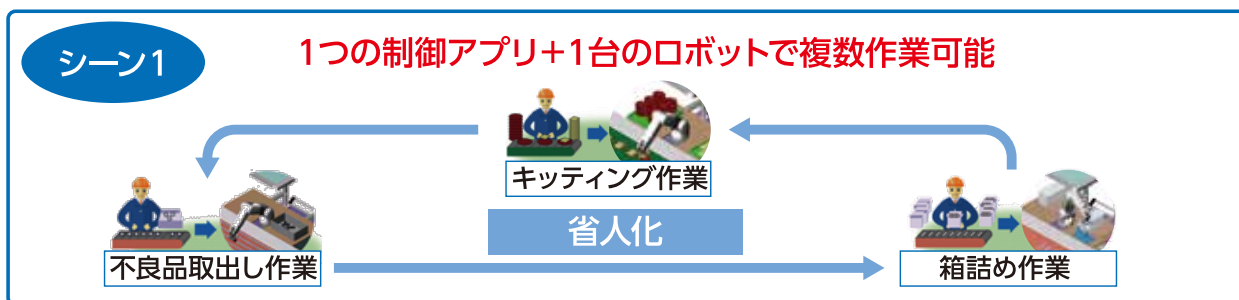 シーン1
1つの制御アプリ+1台のロボットで複数作業可能
キッティング作業
省人化
不良品取出し作業
箱詰め作業